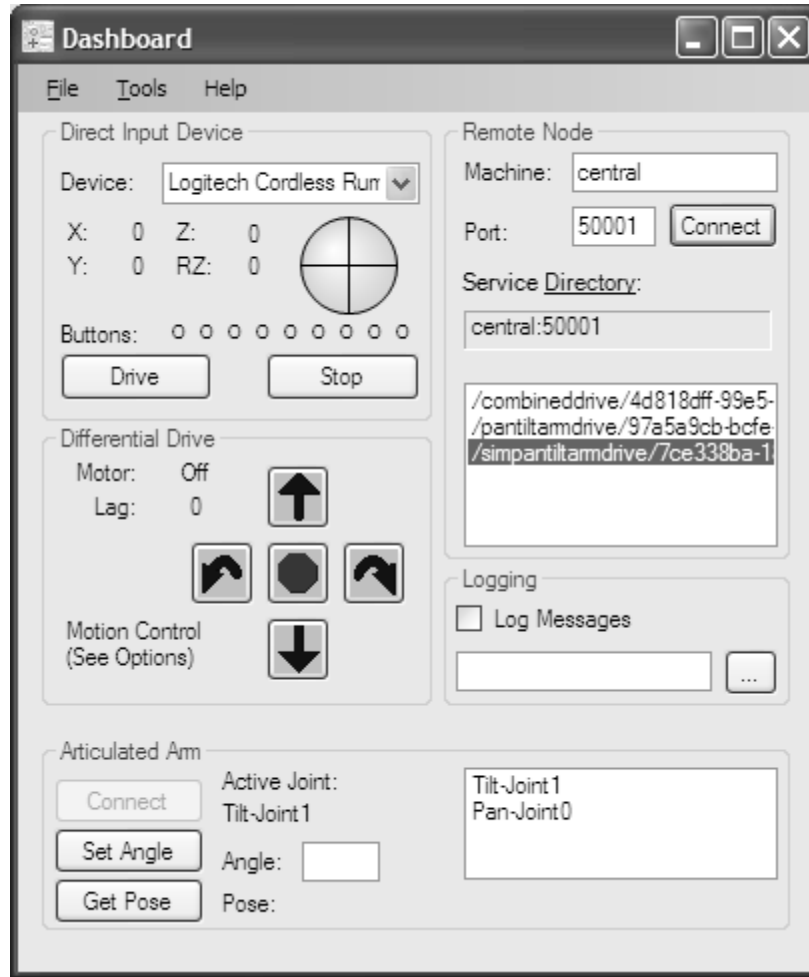 Dashboard
File Tools Help
Direct Input Device
Device: Logitech Cordless Rum
X: 0 Z: 0
Y: 0 RZ: 0
Buttons: O O O O O O O O O
Drive Stop
Differential Drive
Motor: Off
Lag: 0
Motion Control
(See Options)
Remote Node
Machine: central
Port: 50001 Connect
Service Directory:
central:50001
/combineddrive/4d818dff-99e5-
/pantiltarmdrive/97a5a9cb-bcfe-
/simpantiltarmdrive/7ce338ba-1
Logging
Log Messages
...
Articulated Arm
Connect
Set Angle
Get Pose
Active Joint:
Tilt-Joint1
Angle:
Pose:
Tilt-Joint1
Pan-Joint0